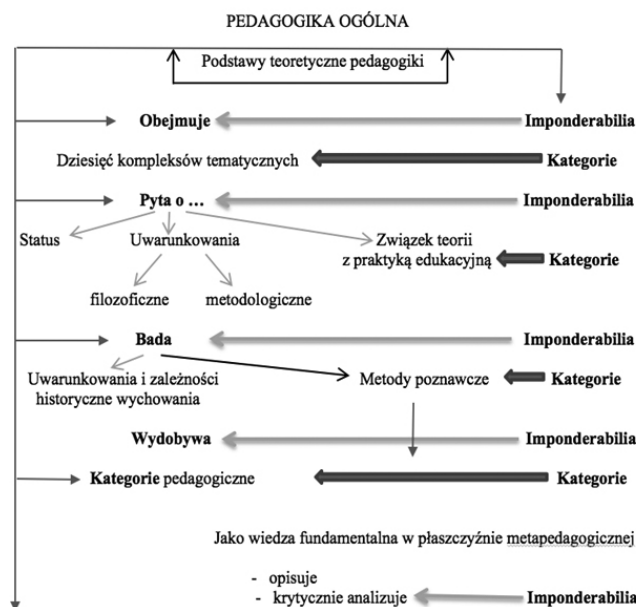 PEDAGOGIKA OGÓLNA
Podstawy teoretyczne pedagogiki
Obejmuje
Imponderabilia
Dziesięć kompleksów tematycznych
Kategorie
Pyta o ...
Imponderabilia
Status
Uwarunkowania
Związek teorii
z praktyką edukacyjną
Kategorie
filozoficzne
metodologiczne
Bada
Imponderabilia
Uwarunkowania i zależności
historyczne wychowania
Metody poznawcze
Kategorie
Wydobywa
Imponderabilia
Kategorie pedagogiczne
Kategorie
Jako wiedza fundamentalna w płaszczyźnie metapedagogicznej
- opisuje
- krytycznie analizuje
Imponderabilia